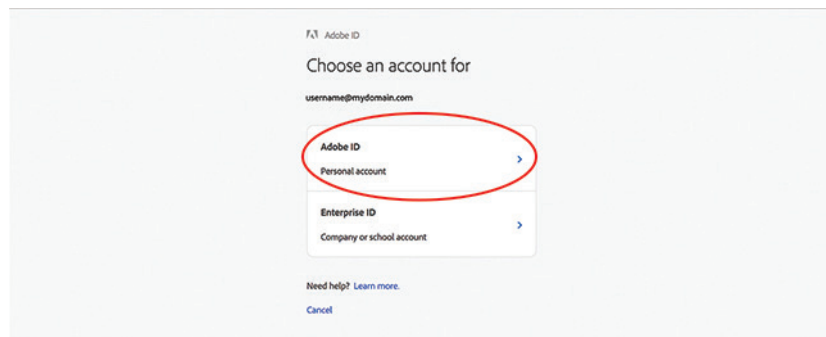 Adobe ID
Choose an account for
username@mydomain.com
Adobe ID
Personal account
Enterprise ID
Company or school account
Need help? Learn more.
Cancel